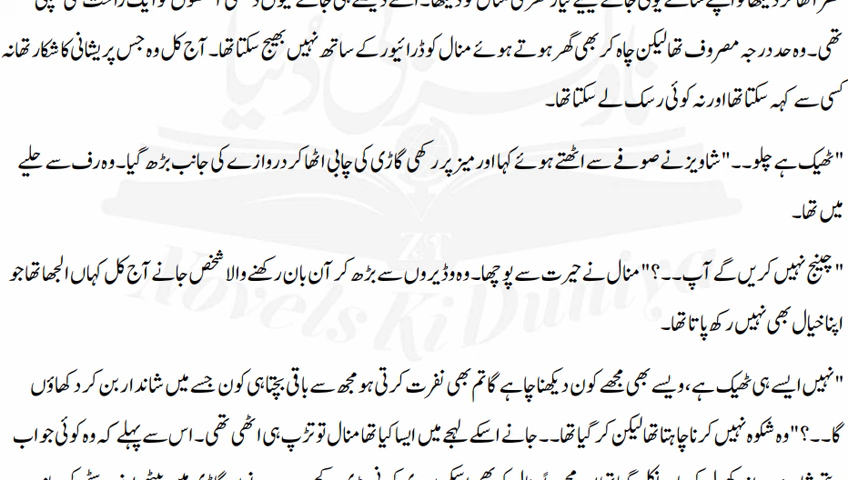 تھی۔ وہ حد درجہ مصروف تھا لیکن چاہ کر بھی گھر ہوتے ہوئے منال کو ڈرائیور کے ساتھ نہیں بھیج سکتا تھا۔ آج کل وہ جس پریشانی کا شکار تھا نہ
کسی سے کہہ سکتا تھا اور نہ کوئی رسک لے سکتا تھا۔
"ٹھیک ہے چلو۔۔" شاویز نے صوفے سے اٹھتے ہوئے کہا اور میز پر رکھی گاڑی کی چابی اٹھا کر دروازے کی جانب بڑھ گیا۔ وہ رف سے حلیے
میں تھا۔
"چینج نہیں کریں گے آپ۔۔؟" منال نے حیرت سے پوچھا۔ وہ وڈیروں سے بڑھ کر آن بان رکھنے والا شخص جانے آج کل کہاں الجھا تھا جو
اپنا خیال بھی نہیں رکھ پاتا تھا۔
"نہیں ایسے ہی ٹھیک ہے، ویسے بھی مجھے کون دیکھنا چاہے گا تم بھی نفرت کرتی ہو مجھ سے باقی بچتا ہی کون جسے میں شاندار بن کر دکھاؤں
گا۔۔؟" وہ شکوہ نہیں کرنا چاہتا تھا لیکن کر گیا تھا۔۔ جانے اسکے لہجے میں ایسا کیا تھا منال تو تڑپ ہی اٹھی تھی۔ اس سے پہلے کہ وہ کوئی جواب
ناولز کی دنیا
ZT
Novels Ki Duniya